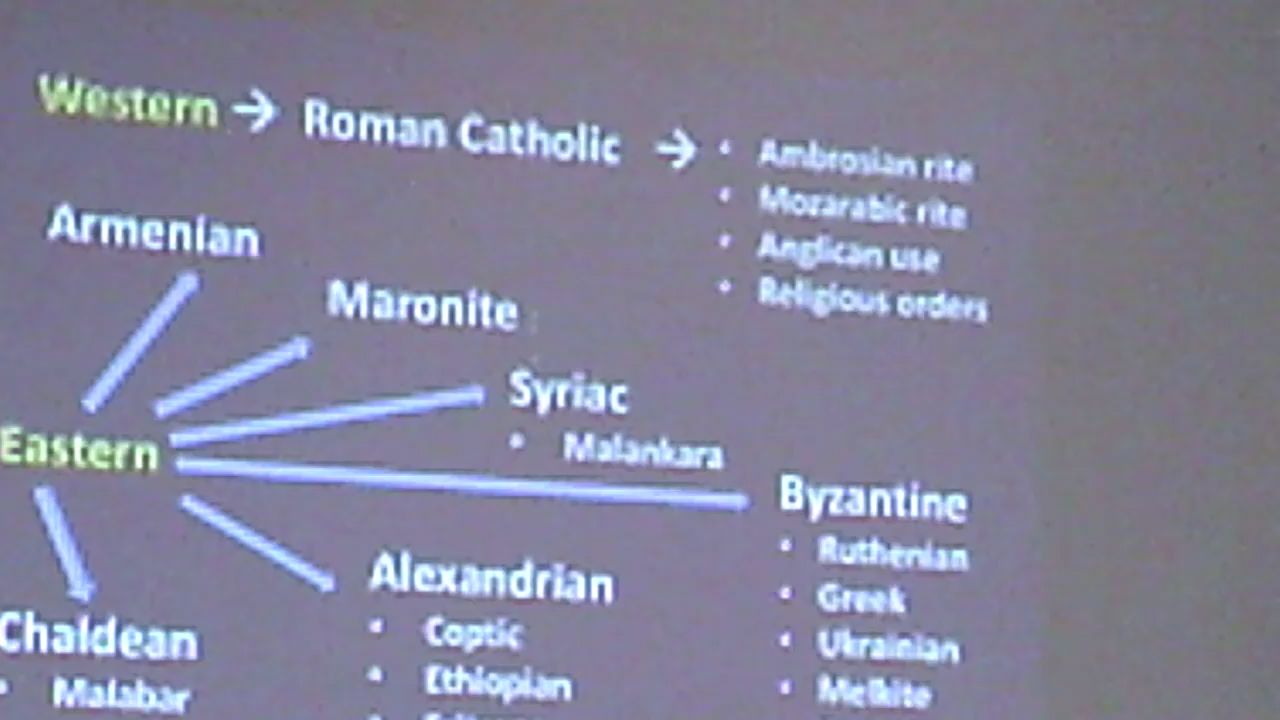 Western → Roman Catholic →
• Ambrosian rite
• Mozarabic rite
• Anglican use
• Religious orders
Armenian
Maronite
Syriac
• Malankara
Eastern
Byzantine
• Ruthenian
• Greek
• Ukrainian
• Melkite
Alexandrian
• Coptic
• Ethiopian
Chaldean
• Malabar